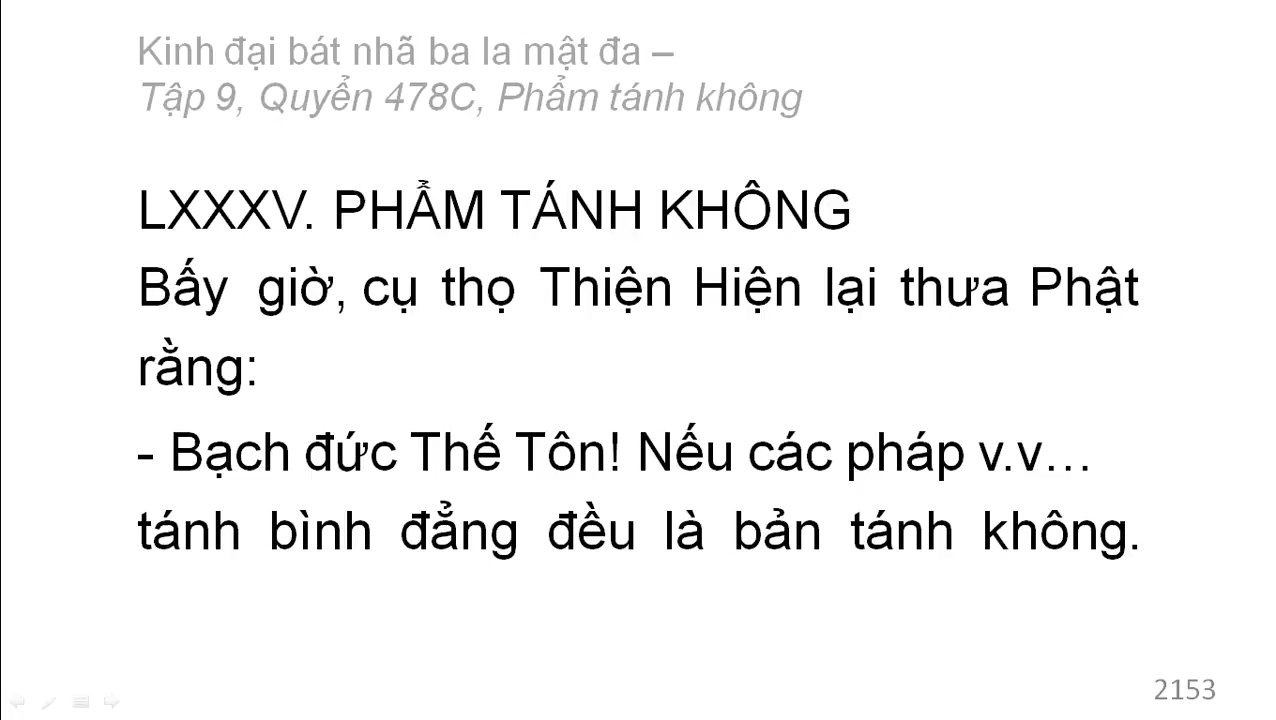 Kinh đại bát nhã ba la mật đa –
Tập 9, Quyển 478C, Phẩm tánh không
LXXXV. PHẨM TÁNH KHÔNG
Bấy giờ, cụ thọ Thiện Hiện lại thưa Phật
rằng:
- Bạch đức Thế Tôn! Nếu các pháp v.v…
tánh bình đẳng đều là bản tánh không.
2153